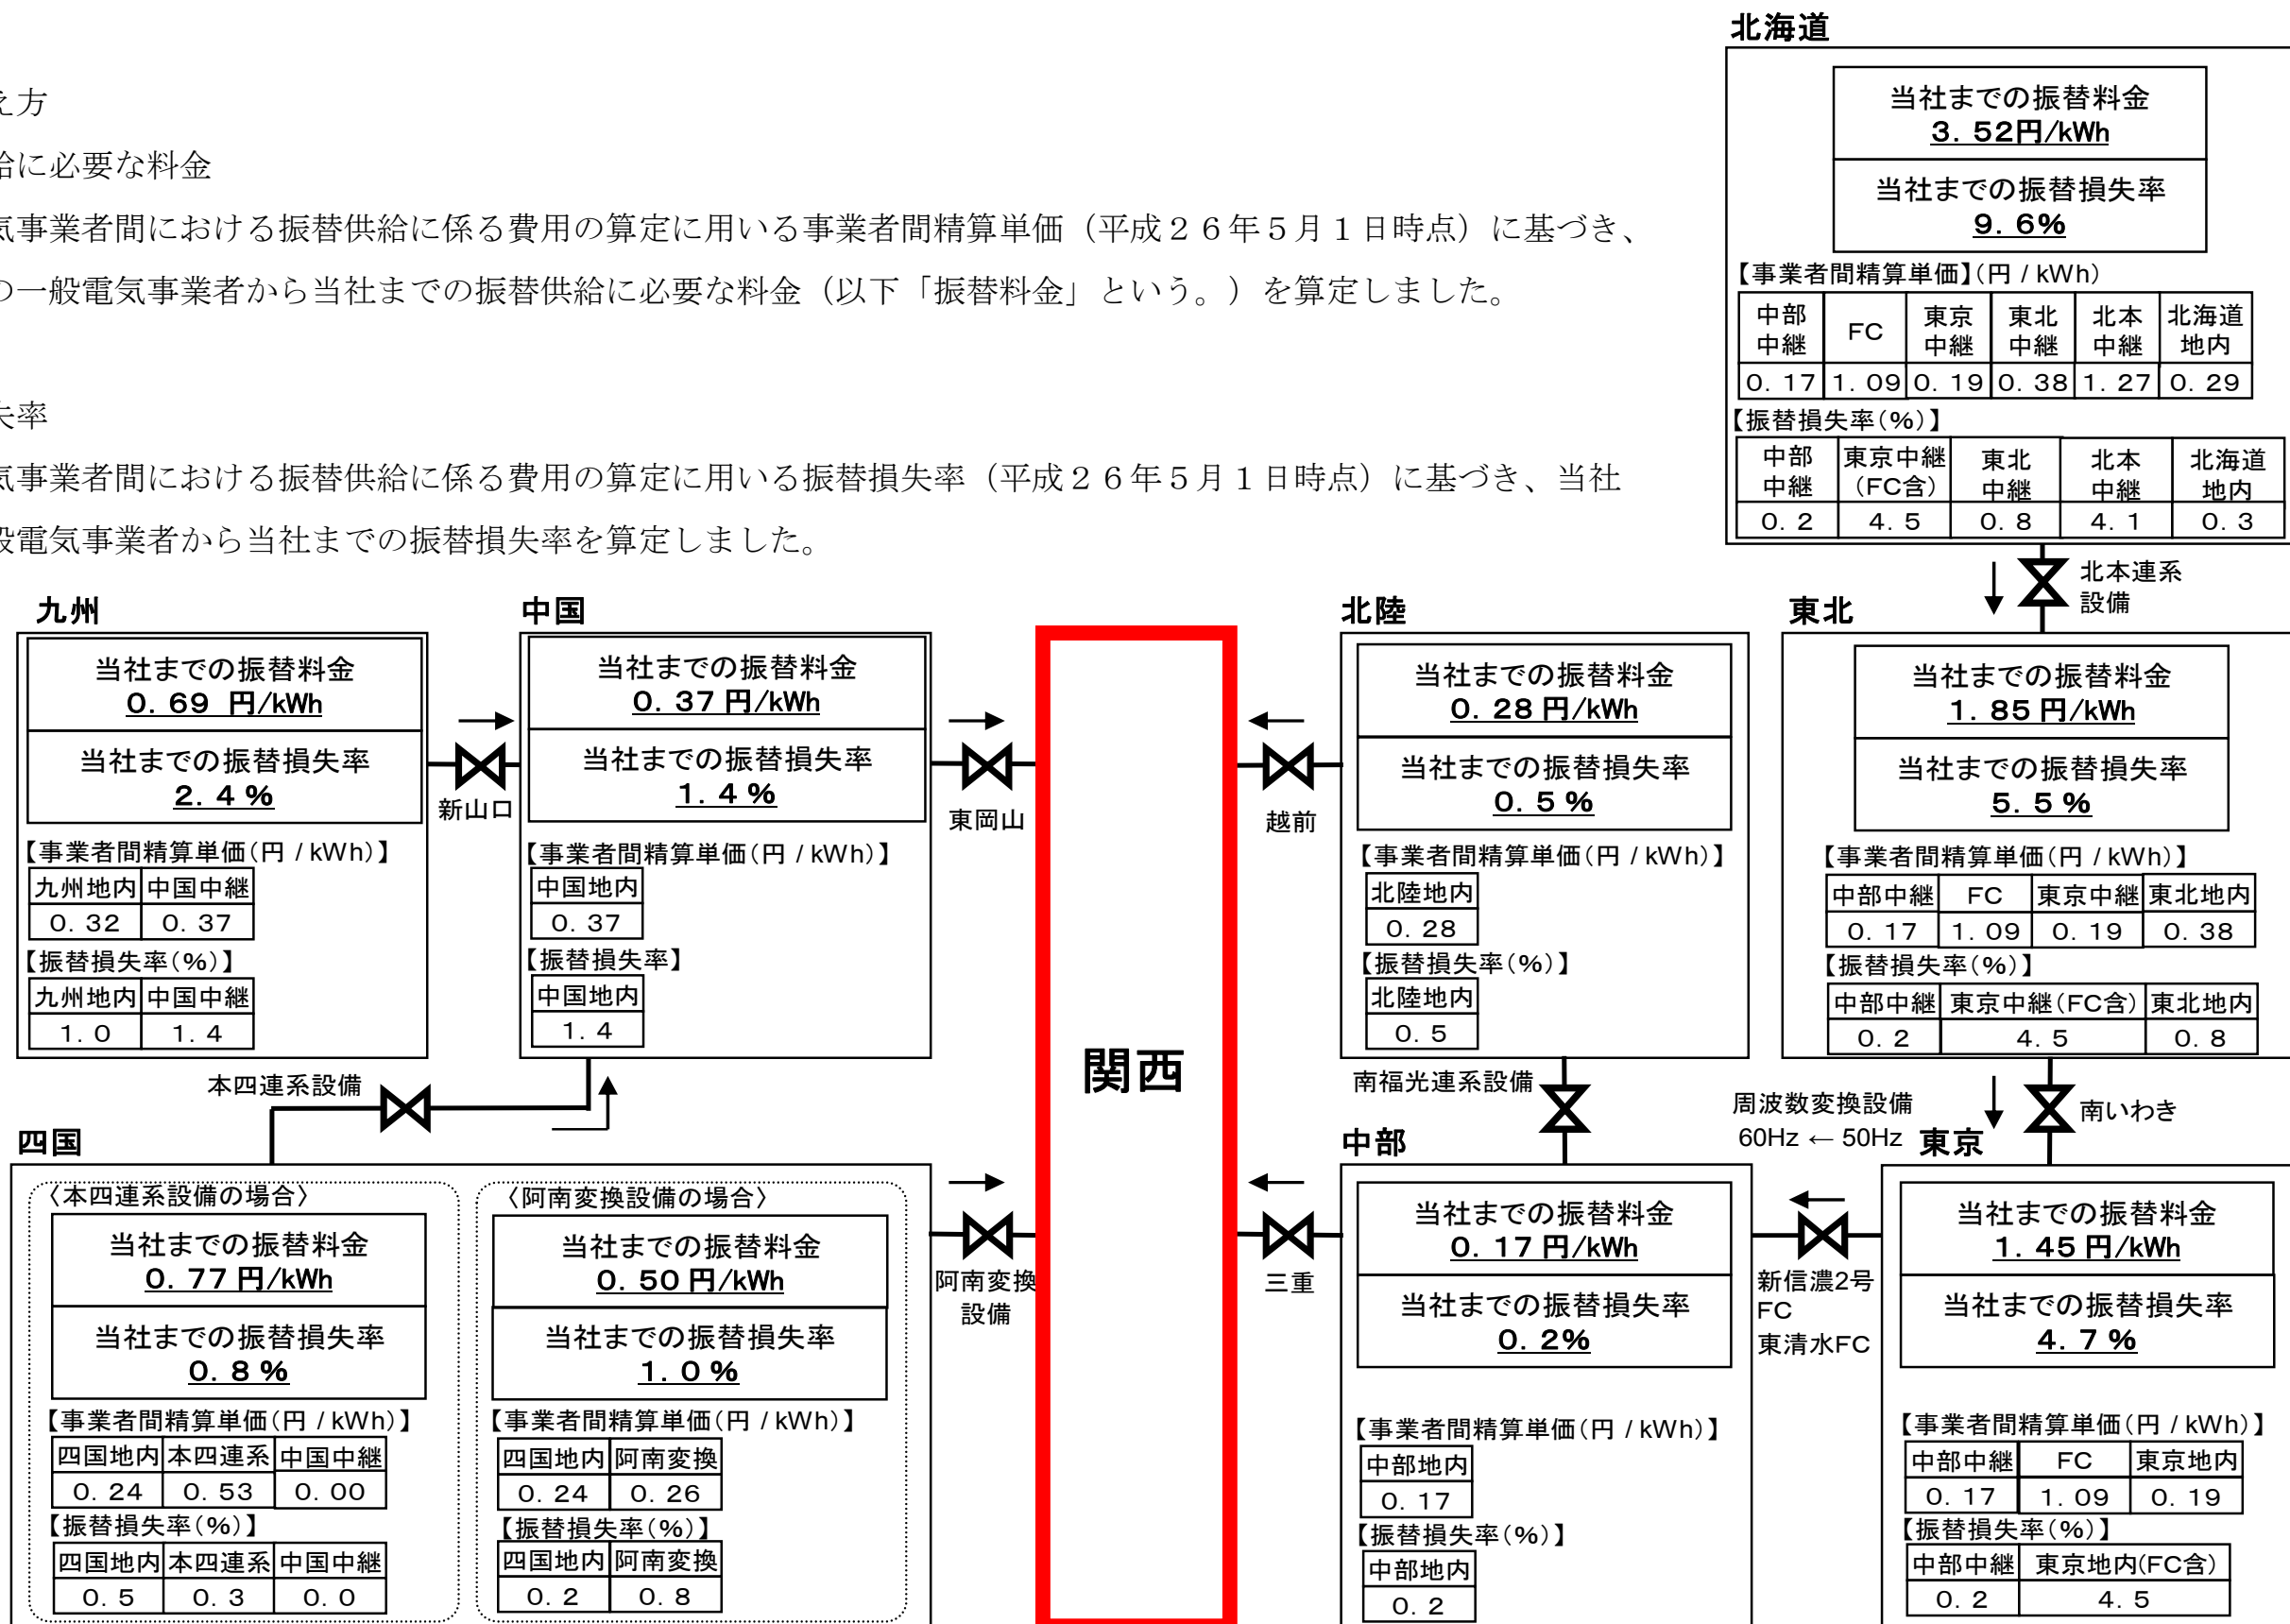 え方
給に必要な料金
気事業者間における振替供給に係る費用の算定に用いる事業者間精算単価（平成２６年５月１日時点）に基づき、
の一般電気事業者から当社までの振替供給に必要な料金（以下「振替料金」という。）を算定しました。
失率
気事業者間における振替供給に係る費用の算定に用いる振替損失率（平成２６年５月１日時点）に基づき、当社
般電気事業者から当社までの振替損失率を算定しました。
北海道
当社までの振替料金
３．５２円/kWh
当社までの振替損失率
９．６％
【事業者間精算単価】（円 / kWh）
中部中継 FC 東京中継 東北中継 北本中継 北海道地内
０．１７ １．０９ ０．１９ ０．３８ １．２７ ０．２９
【振替損失率（％）】
中部中継 東京中継（FC含） 東北中継 北本中継 北海道地内
０．２ ４．５ ０．８ ４．１ ０．３
北本連系
設備
九州
当社までの振替料金
０．６９ 円/kWh
当社までの振替損失率
２．４％
【事業者間精算単価（円 / kWh）】
九州地内 中国中継
０．３２ ０．３７
【振替損失率（％）】
九州地内 中国中継
１．０ １．４
新山口
中国
当社までの振替料金
０．３７円/kWh
当社までの振替損失率
１．４％
【事業者間精算単価（円 / kWh）】
中国地内
０．３７
【振替損失率】
中国地内
１．４
東岡山
関西
北陸
当社までの振替料金
０．２８円/kWh
当社までの振替損失率
０．５％
【事業者間精算単価（円 / kWh）】
北陸地内
０．２８
【振替損失率（％）】
北陸地内
０．５
越前
東北
当社までの振替料金
１．８５円/kWh
当社までの振替損失率
５．５％
【事業者間精算単価（円 / kWh）】
中部中継 FC 東京中継 東北地内
０．１７ １．０９ ０．１９ ０．３８
【振替損失率（％）】
中部中継 東京中継（FC含） 東北地内
０．２ ４．５ ０．８
本四連系設備
南福光連系設備
周波数変換設備
60Hz ← 50Hz
南いわき
四国
〈本四連系設備の場合〉
当社までの振替料金
０．７７円/kWh
当社までの振替損失率
０．８％
【事業者間精算単価（円 / kWh）】
四国地内 本四連系 中国中継
０．２４ ０．５３ ０．００
【振替損失率（％）】
四国地内 本四連系 中国中継
０．５ ０．３ ０．０
〈阿南変換設備の場合〉
当社までの振替料金
０．５０円/kWh
当社までの振替損失率
１．０％
【事業者間精算単価（円 / kWh）】
四国地内 阿南変換
０．２４ ０．２６
【振替損失率（％）】
四国地内 阿南変換
０．２ ０．８
阿南変換
設備
三重
中部
当社までの振替料金
０．１７円/kWh
当社までの振替損失率
０．２％
【事業者間精算単価（円 / kWh）】
中部地内
０．１７
【振替損失率（％）】
中部地内
０．２
新信濃2号
FC
東清水FC
東京
当社までの振替料金
１．４５円/kWh
当社までの振替損失率
４．７％
【事業者間精算単価（円 / kWh）】
中部中継 FC 東京地内
０．１７ １．０９ ０．１９
【振替損失率（％）】
中部中継 東京地内(FC含)
０．２ ４．５